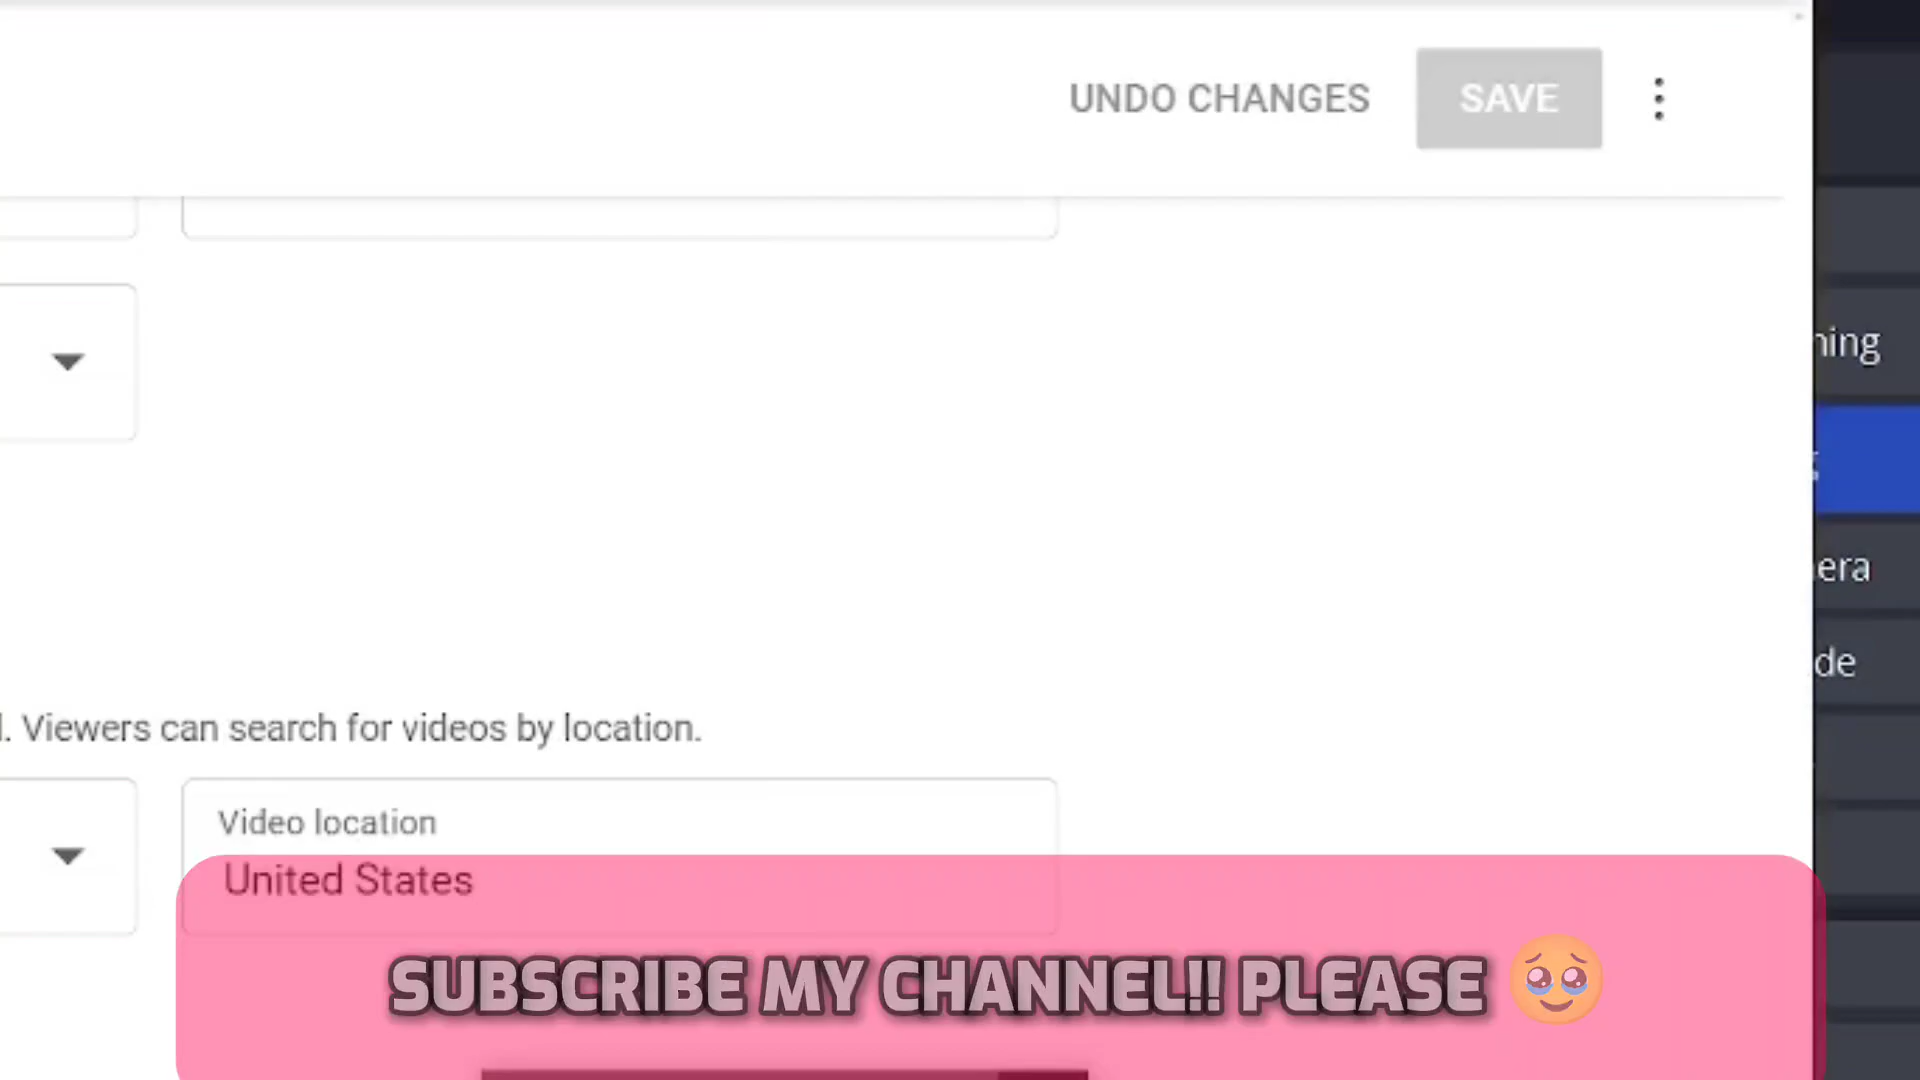 UNDO CHANGES SAVE
ning
era
de
. Viewers can search for videos by location.
Video location
United States
SUBSCRIBE MY CHANNEL!! PLEASE 🥹